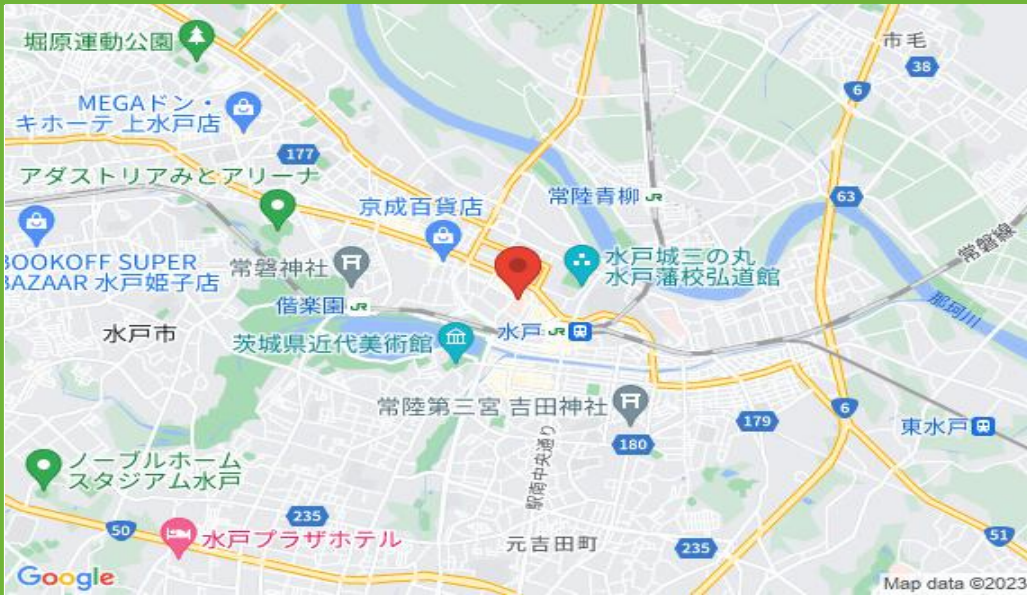 堀原運動公園
市毛
38
6
MEGAドン・
キホーテ 上水戸店
177
アダストリアみとアリーナ
京成百貨店
常陸青柳 JR
63
BOOKOFF SUPER
BAZAAR 水戸姫子店
常磐神社
水戸城三の丸
水戸藩校弘道館
常磐線
那珂川
偕楽園 JR
水戸市
茨城県近代美術館
水戸 JR
常陸第三宮 吉田神社
180
179
6
東水戸
駅南中央通り
ノーブルホーム
スタジアム水戸
50
235
水戸プラザホテル
元吉田町
235
51
Google
Map data ©2023